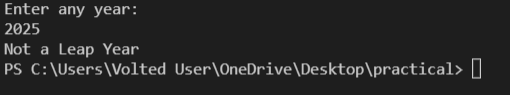 Enter any year:
2025
Not a Leap Year
PS C:\Users\Volted User\OneDrive\Desktop\practical>